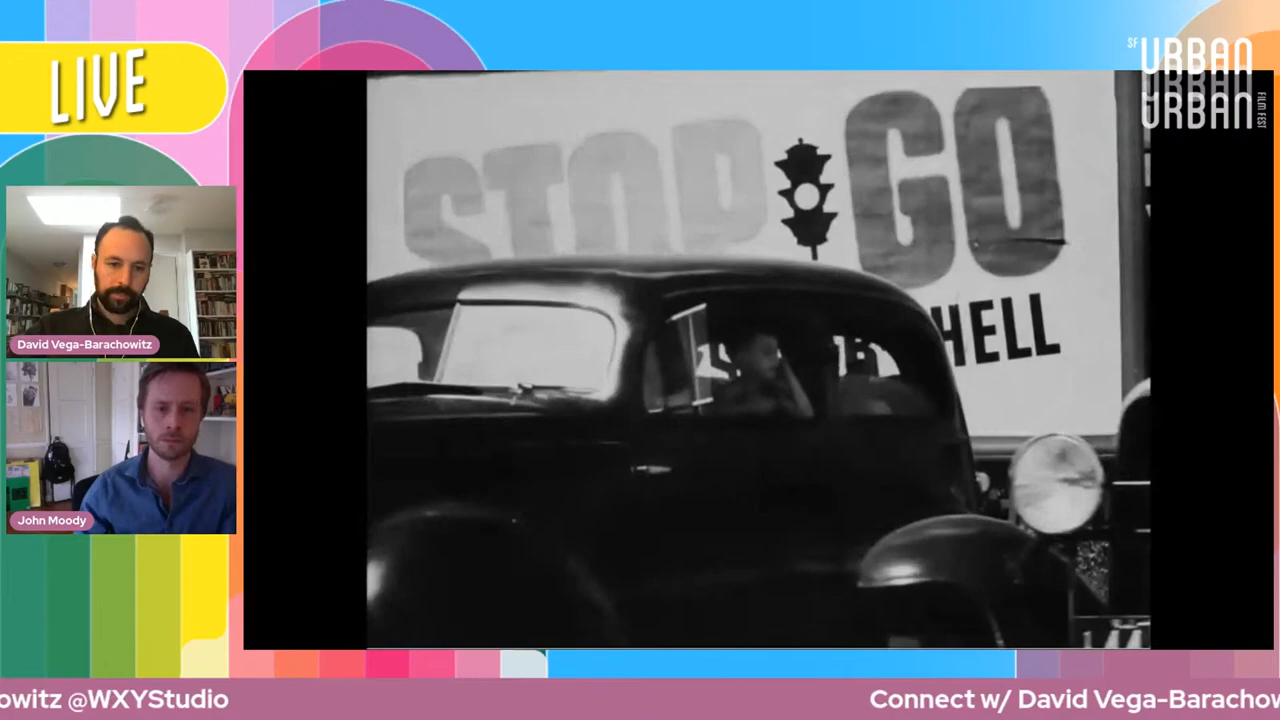 LIVE
SF URBAN
URBAN
URBAN FILM FEST
STOP GO
HELL
David Vega-Barachowitz
John Moody
owitz @WXYStudio
Connect w/ David Vega-Barachow